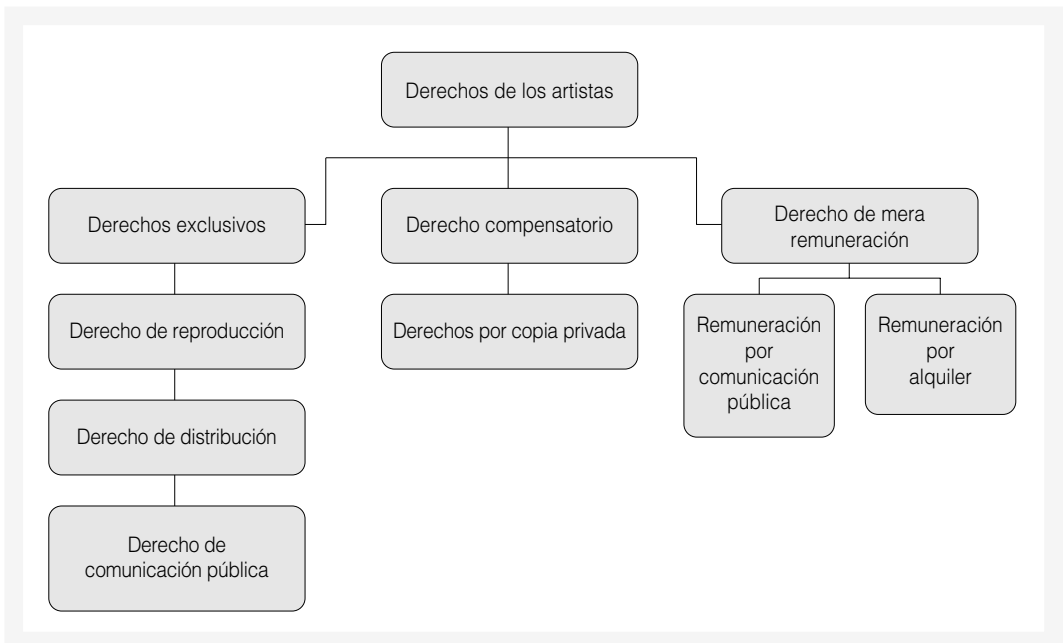 Derechos de los artistas
Derechos exclusivos
Derecho compensatorio
Derecho de mera
remuneración
Derecho de reproducción
Derechos por copia privada
Remuneración
por
comunicación
pública
Remuneración
por
alquiler
Derecho de distribución
Derecho de
comunicación pública